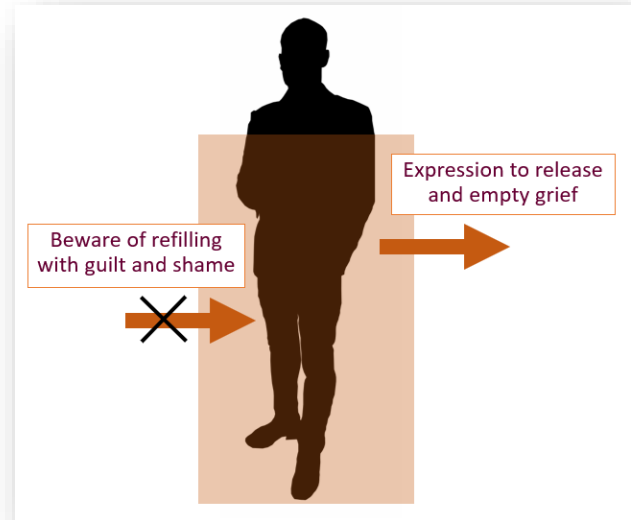 Expression to release
and empty grief
Beware of refilling
with guilt and shame